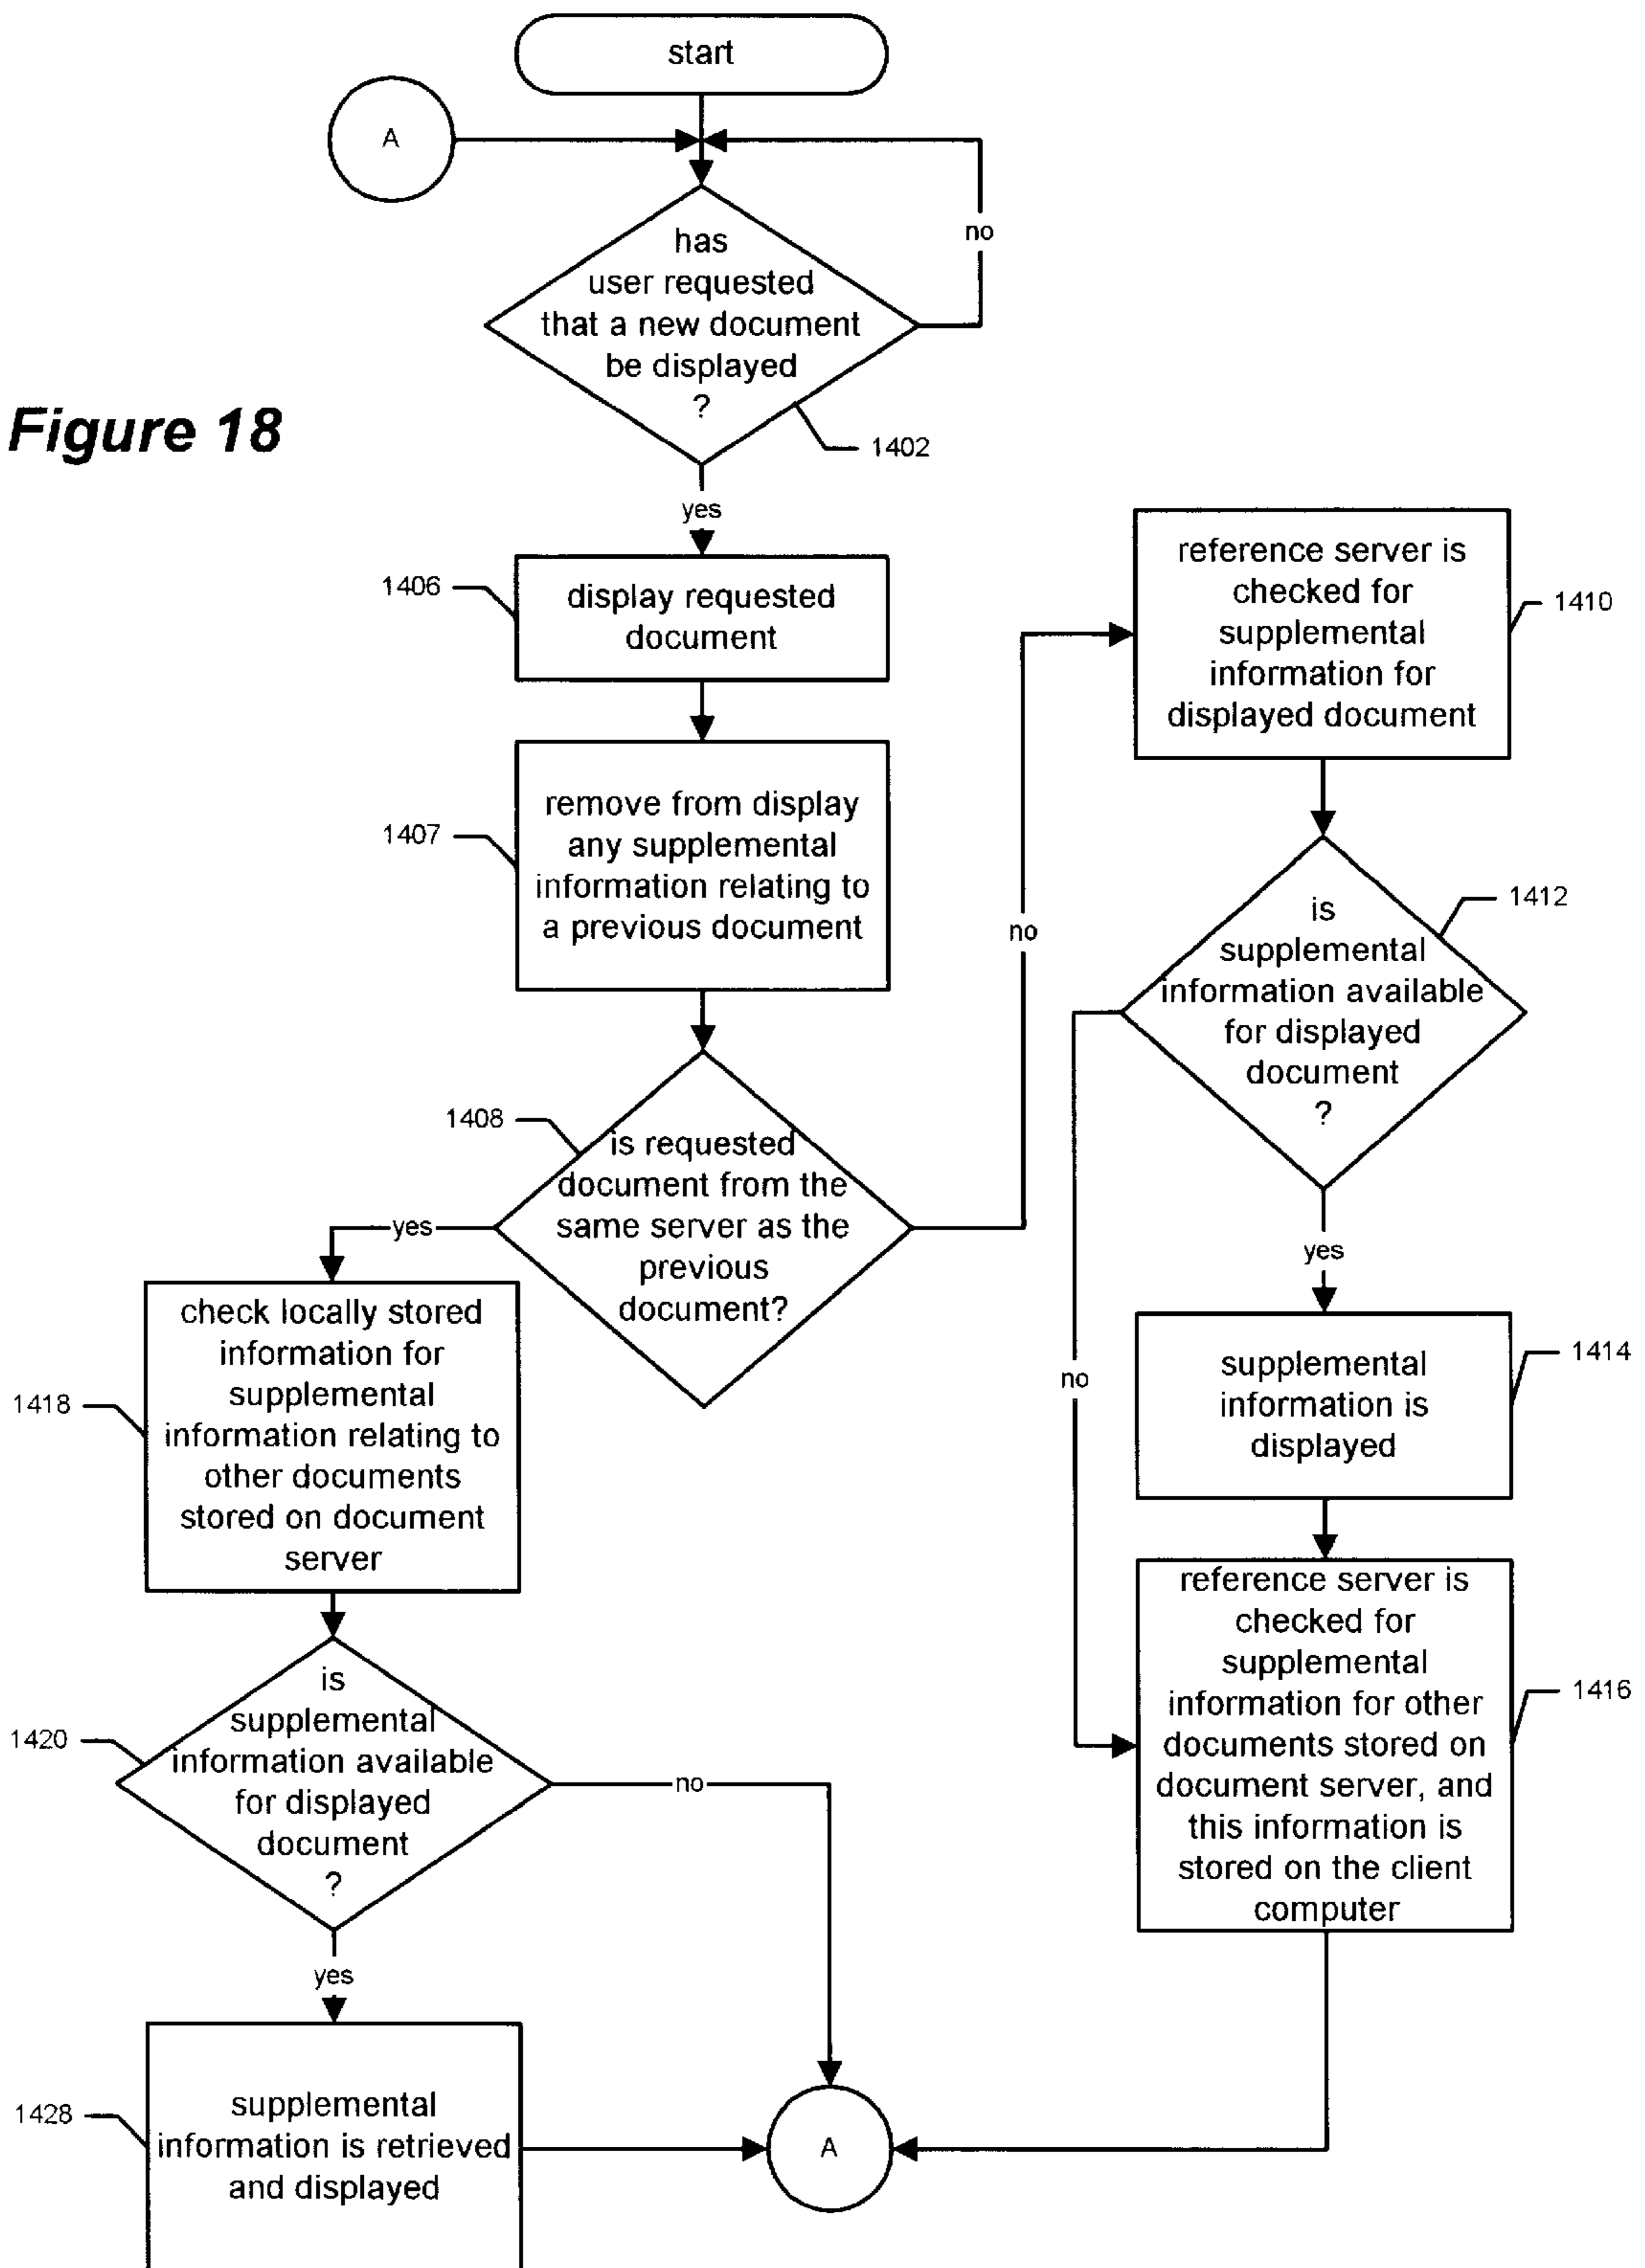 start
A
has
user requested
that a new document
be displayed
?
no
1402
Figure 18
yes
1406
display requested
document
1407
remove from display
any supplemental
information relating to
a previous document
1408
is requested
document from the
same server as the
previous
document?
yes
no
reference server is
checked for
supplemental
information for
displayed document
1410
is
supplemental
information available
for displayed
document
?
1412
yes
no
supplemental
information is
displayed
1414
reference server is
checked for
supplemental
information for other
documents stored on
document server, and
this information is
stored on the client
computer
1416
1418
check locally stored
information for
supplemental
information relating to
other documents
stored on document
server
1420
is
supplemental
information available
for displayed
document
?
no
yes
1428
supplemental
information is retrieved
and displayed
A